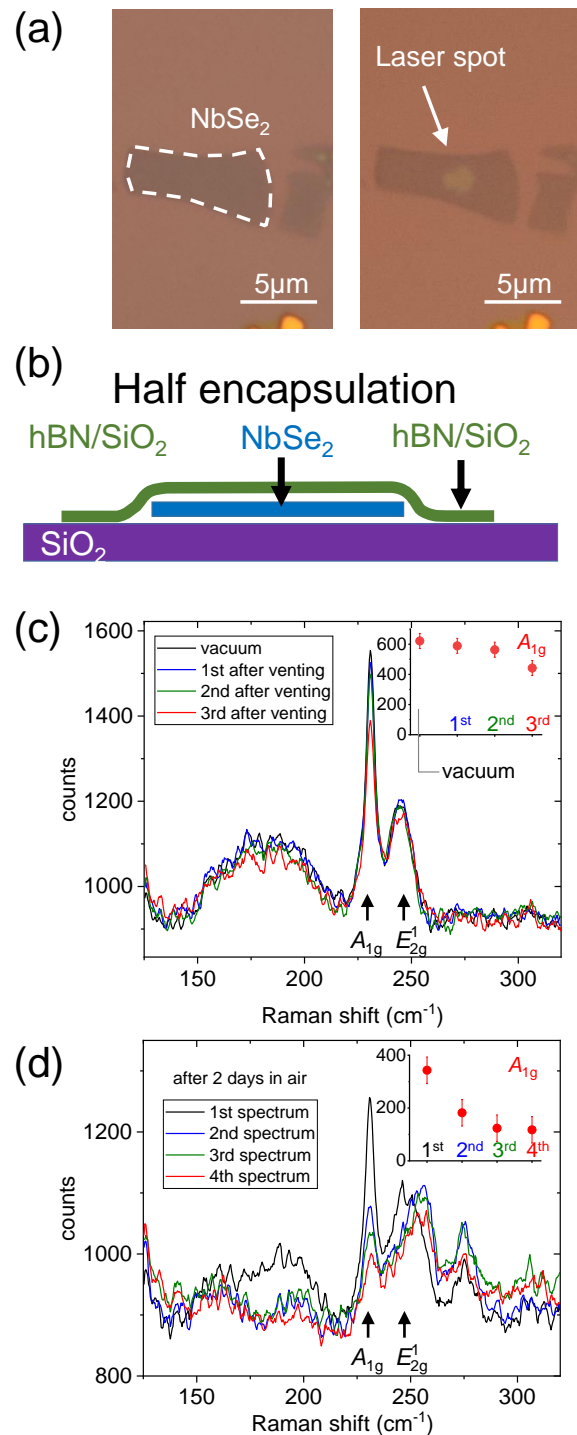 (a)
NbSe₂
5µm
Laser spot
5µm
(b)
Half encapsulation
hBN/SiO₂
NbSe₂
hBN/SiO₂
SiO₂
(c)
counts
1600
1500
1200
1000
900
vacuum
1st after venting
2nd after venting
3rd after venting
600
400
200
0
A₁g
1ˢᵗ
2ⁿᵈ
3ʳᵈ
vacuum
A₁g
E¹₂g
150
200
250
300
Raman shift (cm⁻¹)
(d)
counts
1200
1000
800
after 2 days in air
1st spectrum
2nd spectrum
3rd spectrum
4th spectrum
400
200
0
A₁g
1ˢᵗ
2ⁿᵈ
3ʳᵈ
4ᵗʰ
A₁g
E¹₂g
150
200
250
300
Raman shift (cm⁻¹)